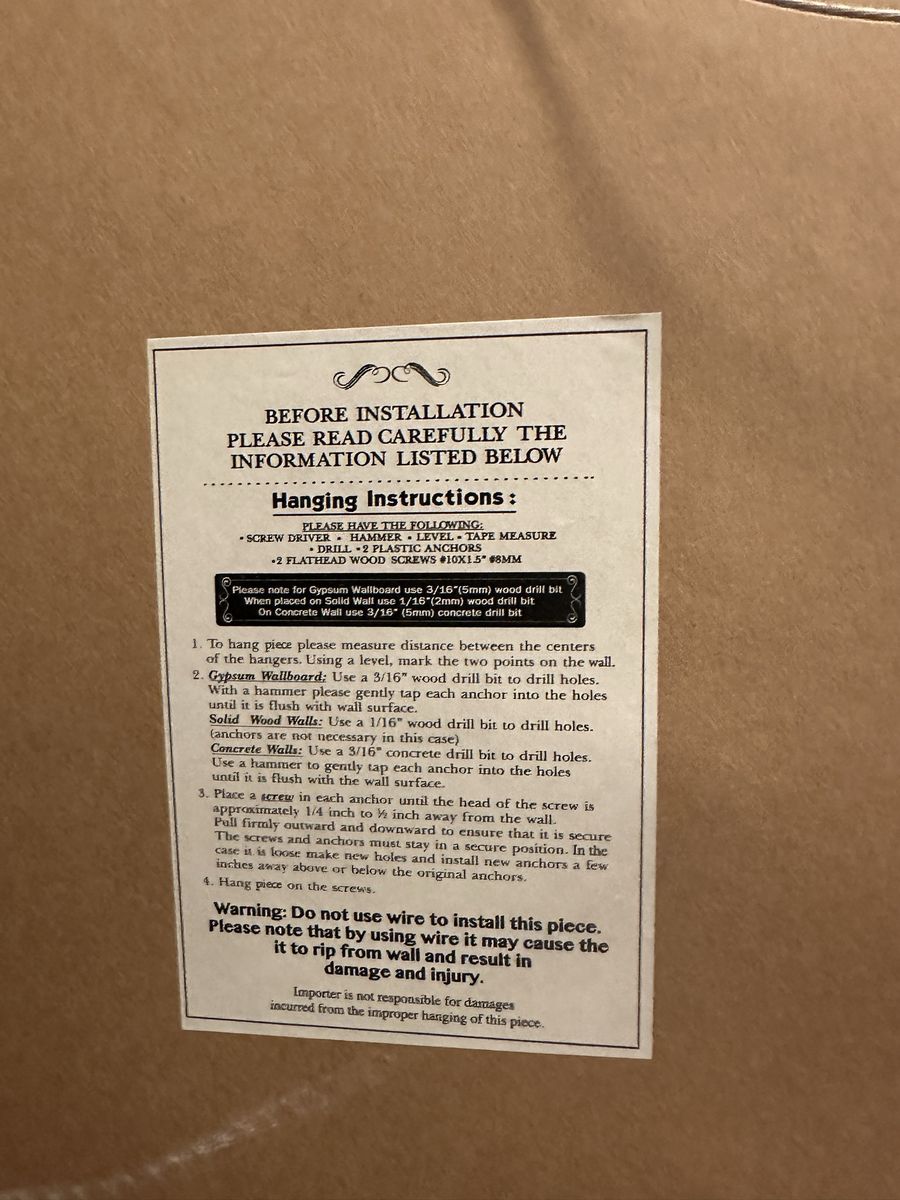 BEFORE INSTALLATION
PLEASE READ CAREFULLY THE
INFORMATION LISTED BELOW
Hanging Instructions:
PLEASE HAVE THE FOLLOWING:
• SCREW DRIVER • HAMMER • LEVEL • TAPE MEASURE
• DRILL • 2 PLASTIC ANCHORS
•2 FLATHEAD WOOD SCREWS #10X1.5" #8MM
Please note for Gypsum Wallboard use 3/16"(5mm) wood drill bit
When placed on Solid Wall use 1/16"(2mm) wood drill bit
On Concrete Wall use 3/16" (5mm) concrete drill bit
1. To hang piece please measure distance between the centers
of the hangers. Using a level, mark the two points on the wall.
2. Gypsum Wallboard: Use a 3/16" wood drill bit to drill holes.
With a hammer please gently tap each anchor into the holes
until it is flush with wall surface.
Solid Wood Walls: Use a 1/16" wood drill bit to drill holes.
(anchors are not necessary in this case)
Concrete Walls: Use a 3/16" concrete drill bit to drill holes.
Use a hammer to gently tap each anchor into the holes
until it is flush with the wall surface.
3. Place a screw in each anchor until the head of the screw is
approximately 1/4 inch to ½ inch away from the wall.
Pull firmly outward and downward to ensure that it is secure
The screws and anchors must stay in a secure position. In the
case it is loose make new holes and install new anchors a few
inches away above or below the original anchors.
4. Hang piece on the screws.
Warning: Do not use wire to install this piece.
Please note that by using wire it may cause the
it to rip from wall and result in
damage and injury.
Importer is not responsible for damages
incurred from the improper hanging of this piece.